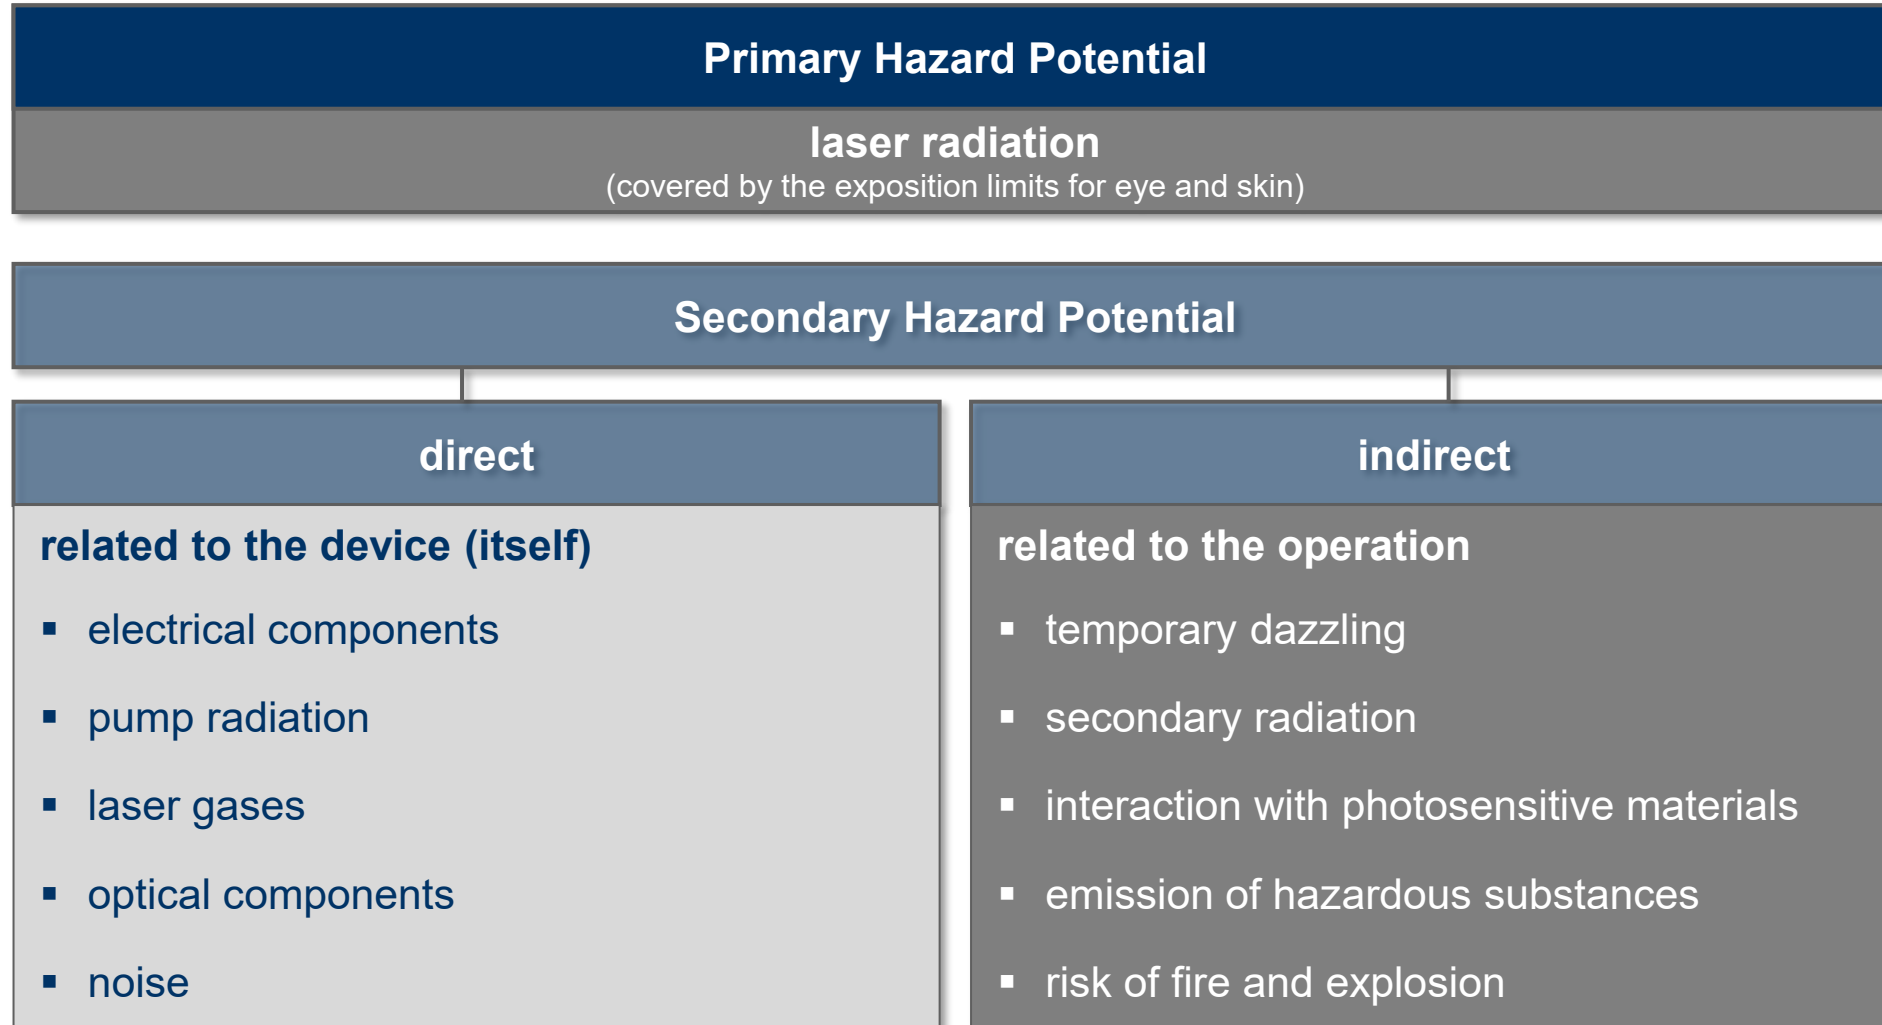 Primary Hazard Potential
laser radiation
(covered by the exposition limits for eye and skin)
Secondary Hazard Potential
direct
related to the device (itself)
▪ electrical components
▪ pump radiation
▪ laser gases
▪ optical components
▪ noise
indirect
related to the operation
▪ temporary dazzling
▪ secondary radiation
▪ interaction with photosensitive materials
▪ emission of hazardous substances
▪ risk of fire and explosion